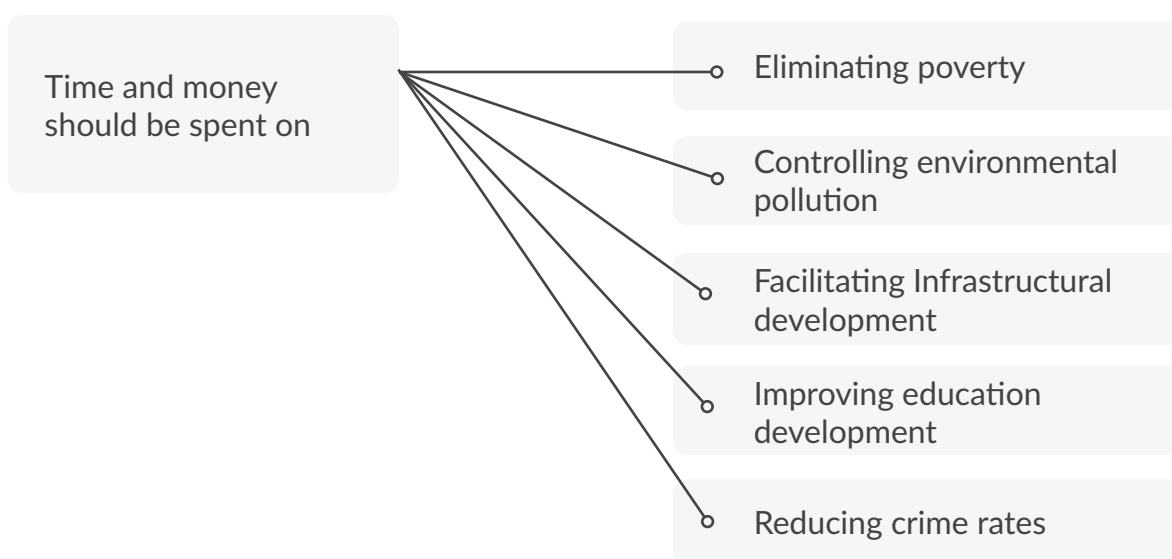 Time and money
should be spent on
Eliminating poverty
Controlling environmental
pollution
Facilitating Infrastructural
development
Improving education
development
Reducing crime rates